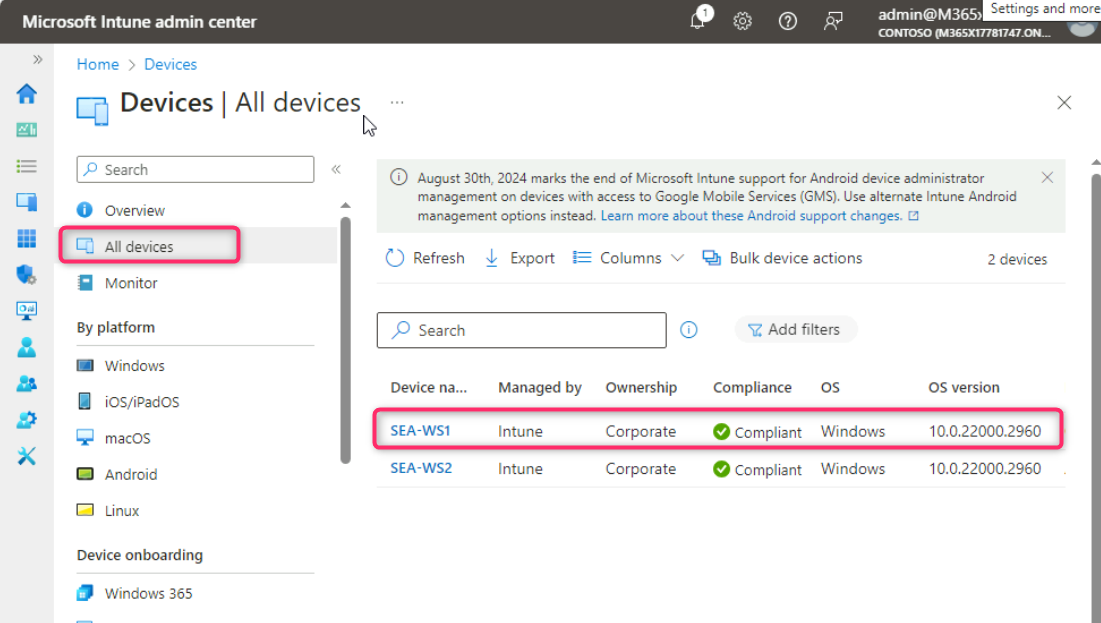 Microsoft Intune admin center
1
admin@M365x
Settings and more
CONTOSO (M365X17781747.ON...
Home > Devices
Devices | All devices ...
Search
Overview
All devices
Monitor
By platform
Windows
iOS/iPadOS
macOS
Android
Linux
Device onboarding
Windows 365
August 30th, 2024 marks the end of Microsoft Intune support for Android device administrator
management on devices with access to Google Mobile Services (GMS). Use alternate Intune Android
management options instead. Learn more about these Android support changes.
Refresh Export Columns Bulk device actions 2 devices
Search Add filters
Device na... Managed by Ownership Compliance OS OS version
SEA-WS1 Intune Corporate Compliant Windows 10.0.22000.2960
SEA-WS2 Intune Corporate Compliant Windows 10.0.22000.2960